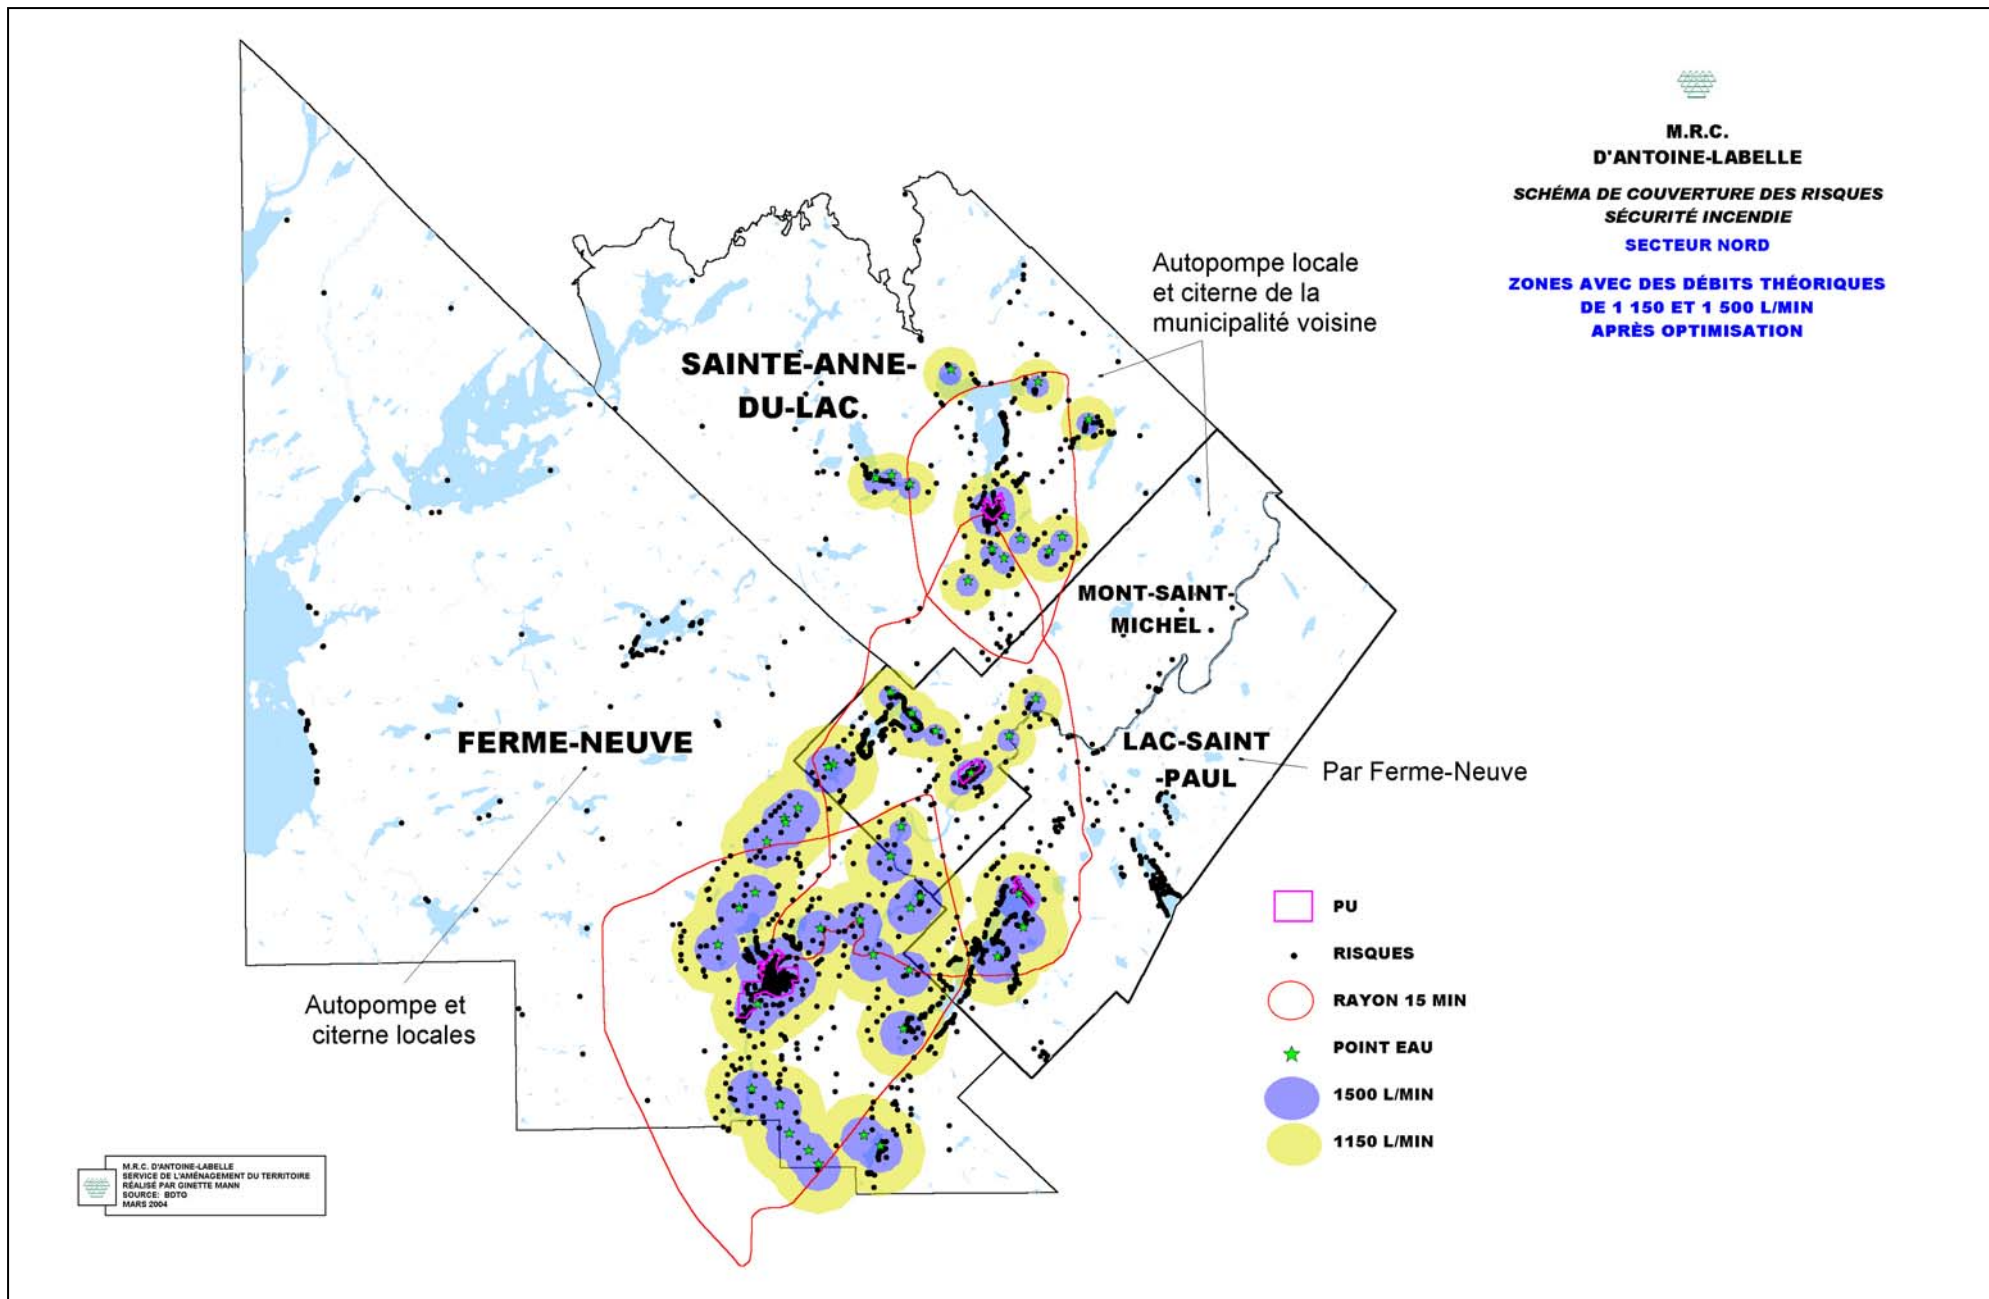 M.R.C.
D'ANTOINE-LABELLE
SCHÉMA DE COUVERTURE DES RISQUES
SÉCURITÉ INCENDIE
SECTEUR NORD
ZONES AVEC DES DÉBITS THÉORIQUES
DE 1 150 ET 1 500 L/MIN
APRÈS OPTIMISATION
Autopompe locale
et citerne de la
municipalité voisine
SAINTE-ANNE-
DU-LAC
MONT-SAINT-
MICHEL
FERME-NEUVE
LAC-SAINT
-PAUL
Par Ferme-Neuve
Autopompe et
citerne locales
PU
RISQUES
RAYON 15 MIN
POINT EAU
1500 L/MIN
1150 L/MIN
M.R.C. D'ANTOINE-LABELLE
SERVICE DE L'AMÉNAGEMENT DU TERRITOIRE
RÉALISÉ PAR GINETTE MANN
SOURCE: BDTQ
MARS 2004